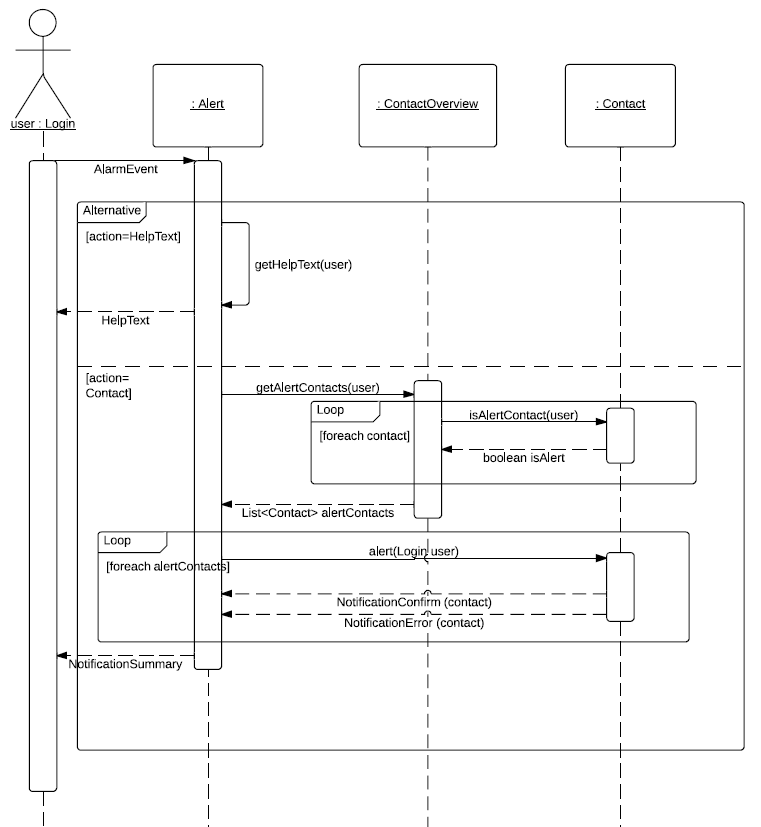 user : Login
: Alert
: ContactOverview
: Contact
AlarmEvent
Alternative
[action=HelpText]
getHelpText(user)
HelpText
[action=
Contact]
getAlertContacts(user)
Loop
isAlertContact(user)
[foreach contact]
boolean isAlert
List<Contact> alertContacts
Loop
alert(Login user)
[foreach alertContacts]
NotificationConfirm (contact)
NotificationError (contact)
NotificationSummary